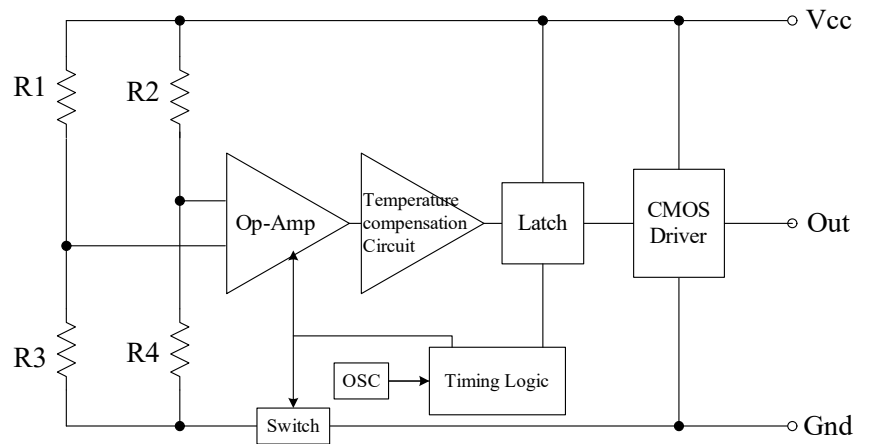 Vcc
R1
R2
Op-Amp
Temperature
compensation
Circuit
Latch
CMOS
Driver
Out
R3
R4
OSC
Timing Logic
Switch
Gnd